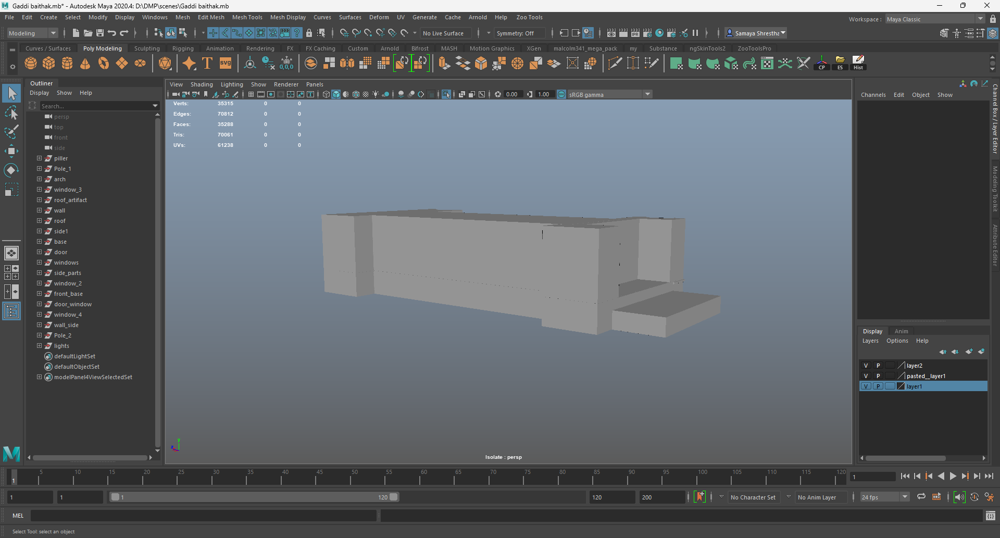 Gaddi baithak.mb* - Autodesk Maya 2020.4: D:\DMP\scenes\Gaddi baithak.mb
File Edit Create Select Modify Display Windows Mesh Edit Mesh Mesh Tools Mesh Display Curves Surfaces Deform UV Generate Cache Arnold Help Zoo Tools
Workspace : Maya Classic
Modeling No Live Surface Symmetry: Off Samaya Shrestha
Curves / Surfaces Poly Modeling Sculpting Rigging Animation Rendering FX FX Caching Custom Arnold Bifrost MASH Motion Graphics XGen malcolm341_mega_pack my Substance ngSkinTools2 ZooToolsPro
T svg 0,0,0 IPR CP ES Hist
Outliner
Display Show Help
Search...
persp
top
front
side
piller
Pole_1
arch
window_3
roof_artifact
wall
roof
side1
base
door
windows
side_parts
window_2
front_base
door_window
window_4
wall_side
Pole_2
lights
defaultLightSet
defaultObjectSet
modelPanel4ViewSelectedSet
View Shading Lighting Show Renderer Panels
0.00 1.00 ON sRGB gamma
Verts: 35315 0 0
Edges: 70812 0 0
Faces: 35288 0 0
Tris: 70061 0 0
UVs: 61238 0 0
y
z
Isolate : persp
Channels Edit Object Show
Channel Box / Layer Editor
Modeling Toolkit
Attribute Editor
Display Anim
Layers Options Help
V P layer2
V P pasted__layer1
V P layer1
1 5 10 15 20 25 30 35 40 45 50 55 60 65 70 75 80 85 90 95 100 105 110 115 120 1
1 1 1 120 120 200 No Character Set No Anim Layer 24 fps
MEL
Select Tool: select an object